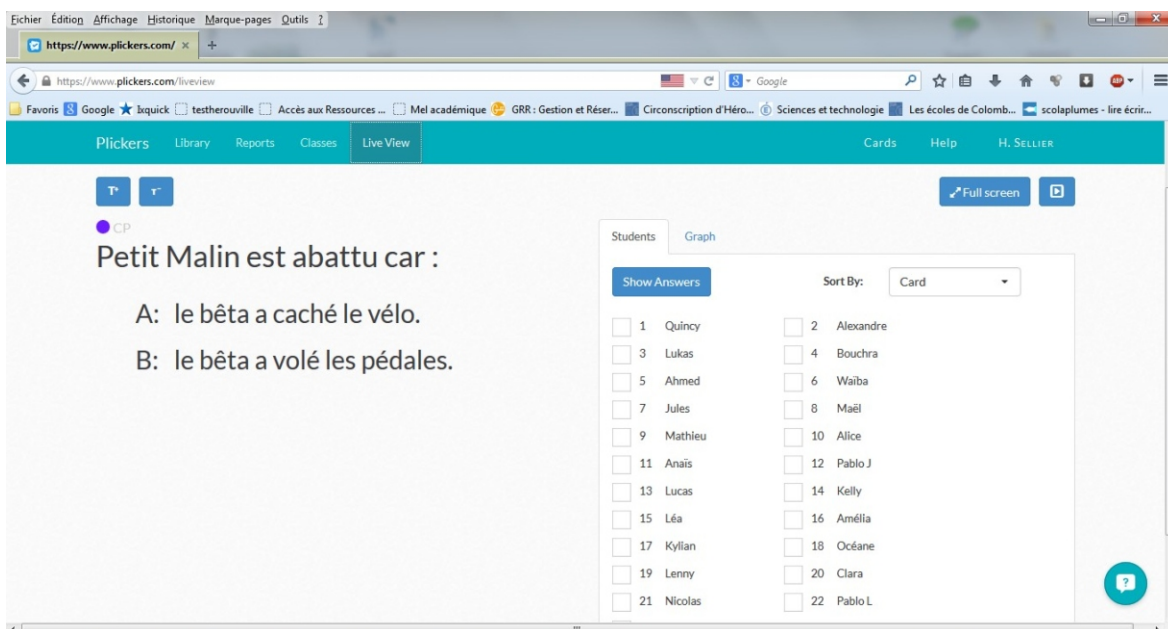 Fichier Édition Affichage Historique Marque-pages Outils ?
https://www.plickers.com/ × +
https://www.plickers.com/liveview Google
Favoris Google Ixquick testherouville Accès aux Ressources ... Mel académique GRR : Gestion et Réser... Circonscription d'Héro... Sciences et technologie Les écoles de Colomb... scolaplumes - lire écrir...
Plickers Library Reports Classes Live View Cards Help H. SELLIER
T+ T- Full screen
CP
Petit Malin est abattu car :
A: le bêta a caché le vélo.
B: le bêta a volé les pédales.
Students Graph
Show Answers Sort By: Card
1 Quincy 2 Alexandre
3 Lukas 4 Bouchra
5 Ahmed 6 Waïba
7 Jules 8 Maël
9 Mathieu 10 Alice
11 Anaïs 12 Pablo J
13 Lucas 14 Kelly
15 Léa 16 Amélia
17 Kylian 18 Océane
19 Lenny 20 Clara
21 Nicolas 22 Pablo L